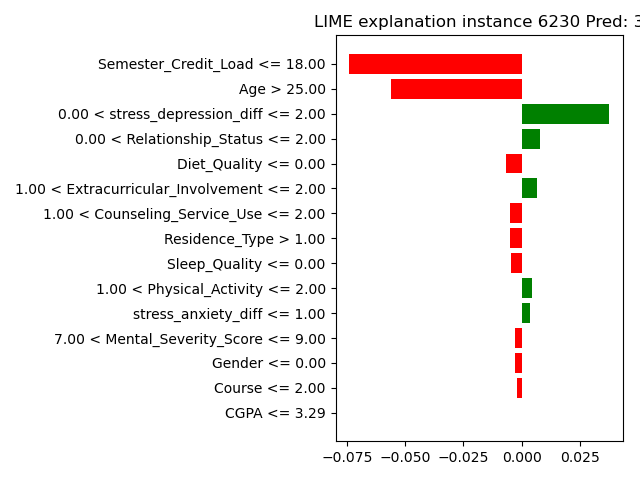 LIME explanation instance 6230 Pred: 3
Semester_Credit_Load <= 18.00
Age > 25.00
0.00 < stress_depression_diff <= 2.00
0.00 < Relationship_Status <= 2.00
Diet_Quality <= 0.00
1.00 < Extracurricular_Involvement <= 2.00
1.00 < Counseling_Service_Use <= 2.00
Residence_Type > 1.00
Sleep_Quality <= 0.00
1.00 < Physical_Activity <= 2.00
stress_anxiety_diff <= 1.00
7.00 < Mental_Severity_Score <= 9.00
Gender <= 0.00
Course <= 2.00
CGPA <= 3.29
−0.075 −0.050 −0.025 0.000 0.025